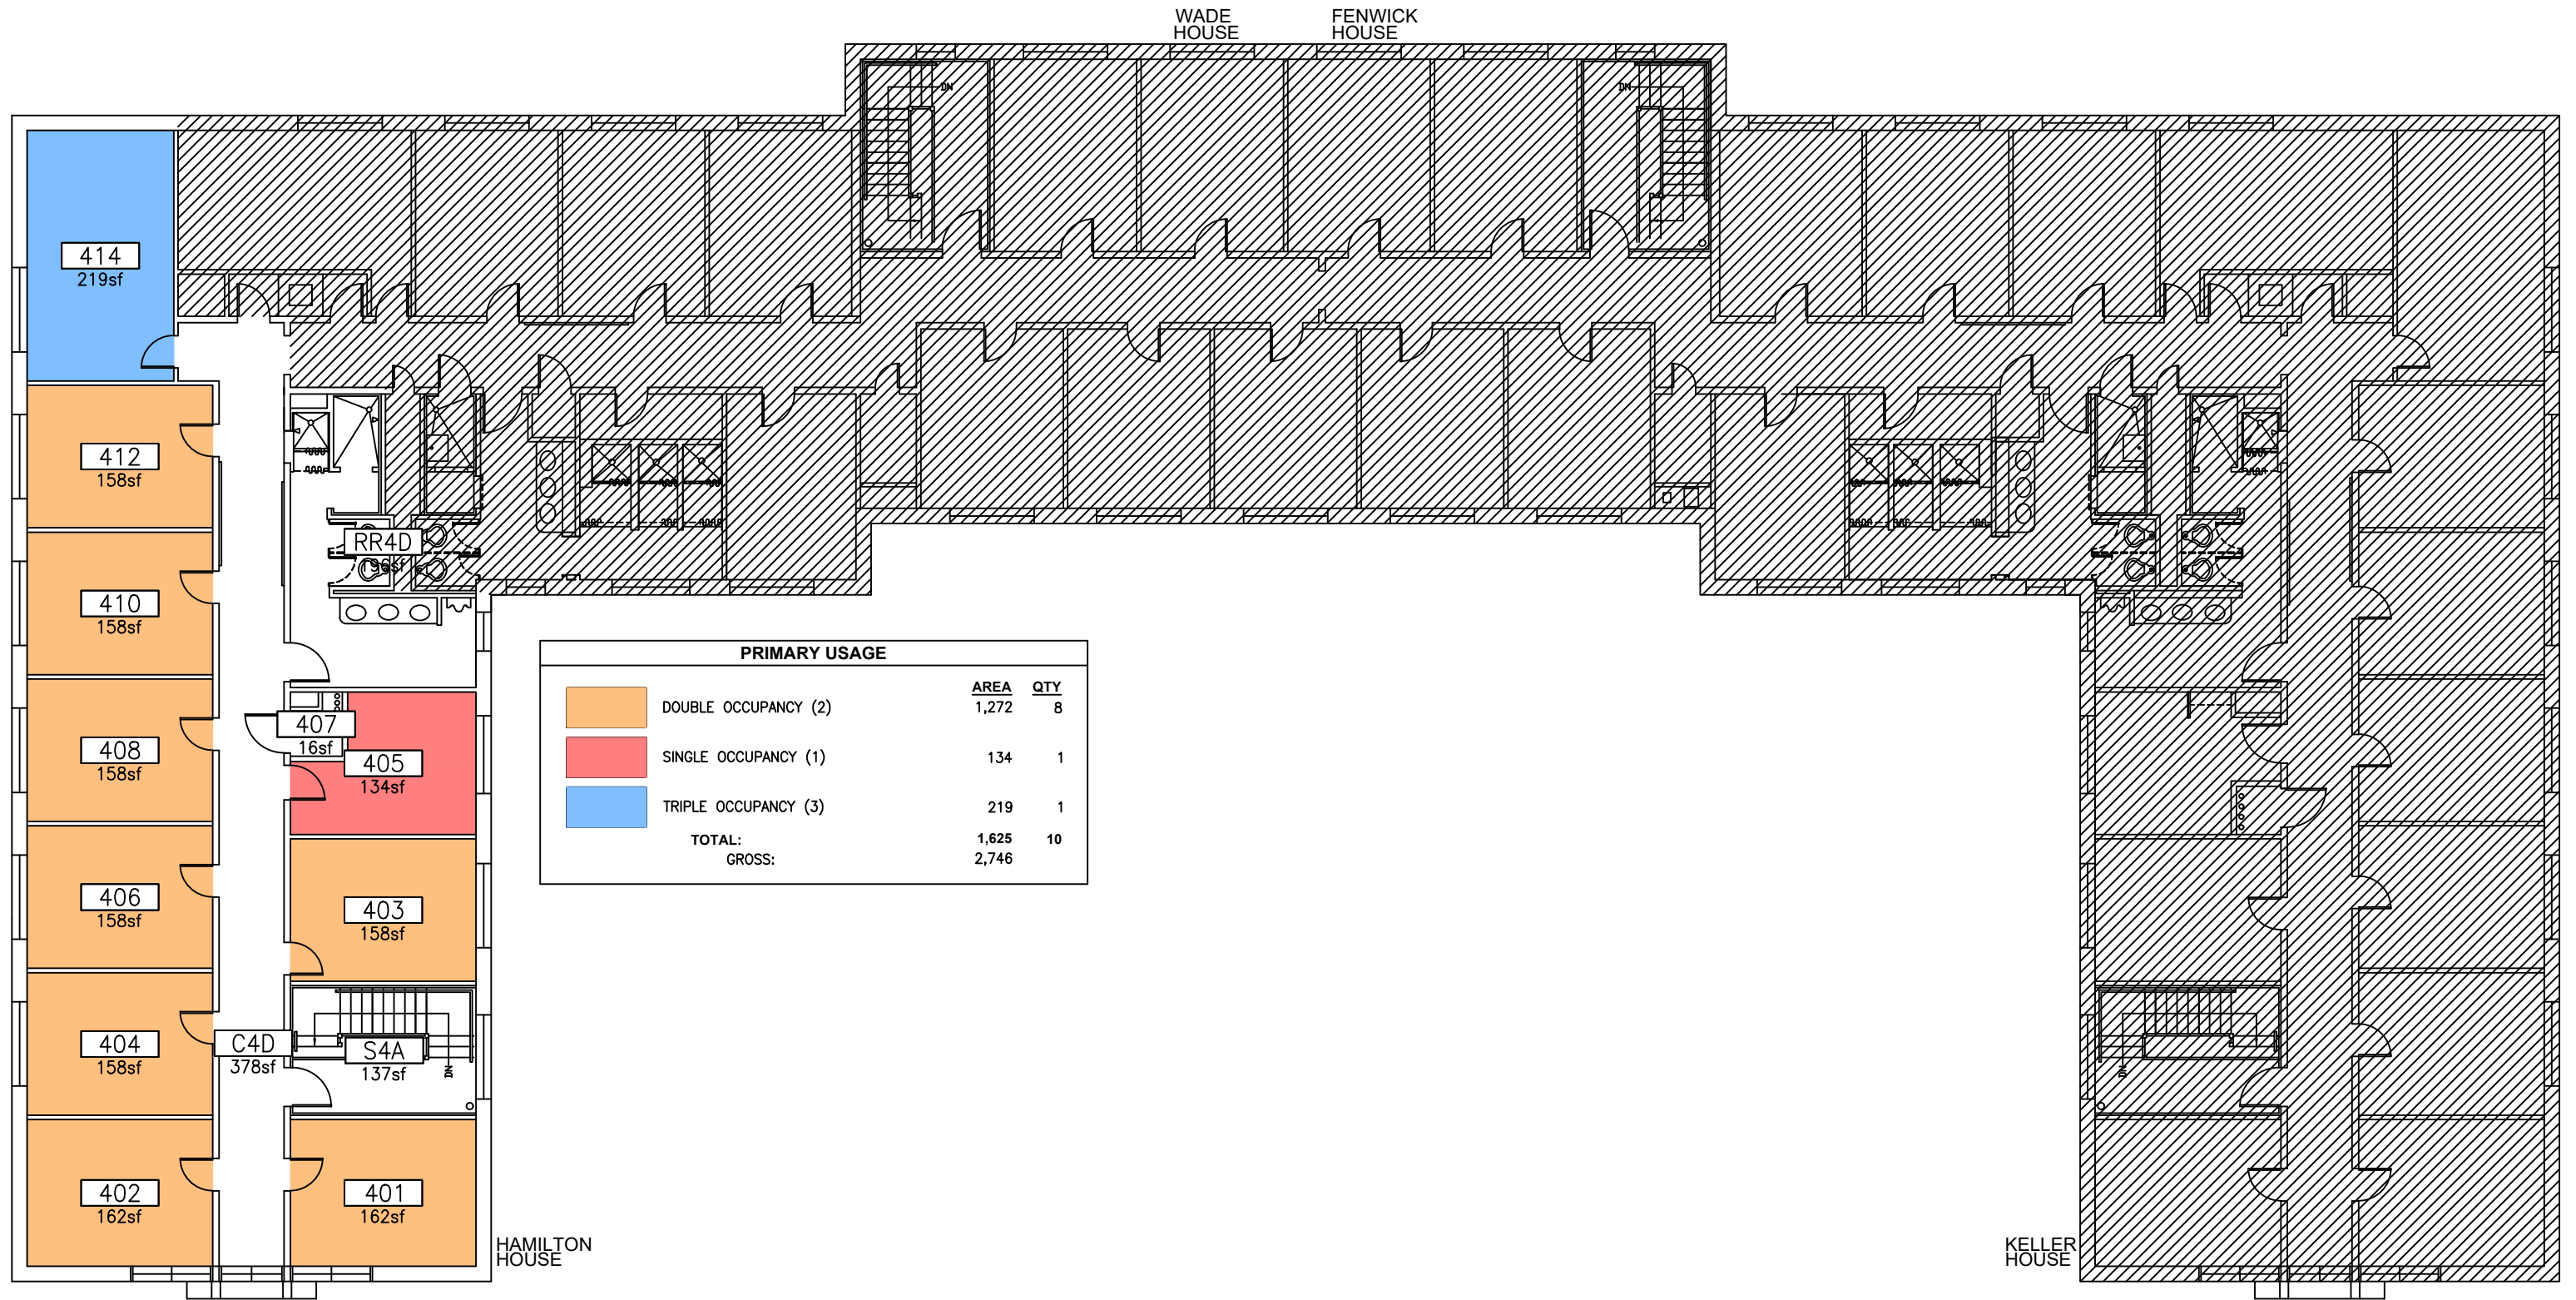 WADE
HOUSE
FENWICK
HOUSE
DN
DN
414
219sf
412
158sf
RR4D
196sf
410
158sf
408
158sf
407
16sf
405
134sf
406
158sf
403
158sf
404
158sf
C4D
378sf
S4A
137sf
DN
DN
402
162sf
401
162sf
HAMILTON
HOUSE
KELLER
HOUSE
PRIMARY USAGE
AREA QTY
DOUBLE OCCUPANCY (2) 1,272 8
SINGLE OCCUPANCY (1) 134 1
TRIPLE OCCUPANCY (3) 219 1
TOTAL: 1,625 10
GROSS: 2,746